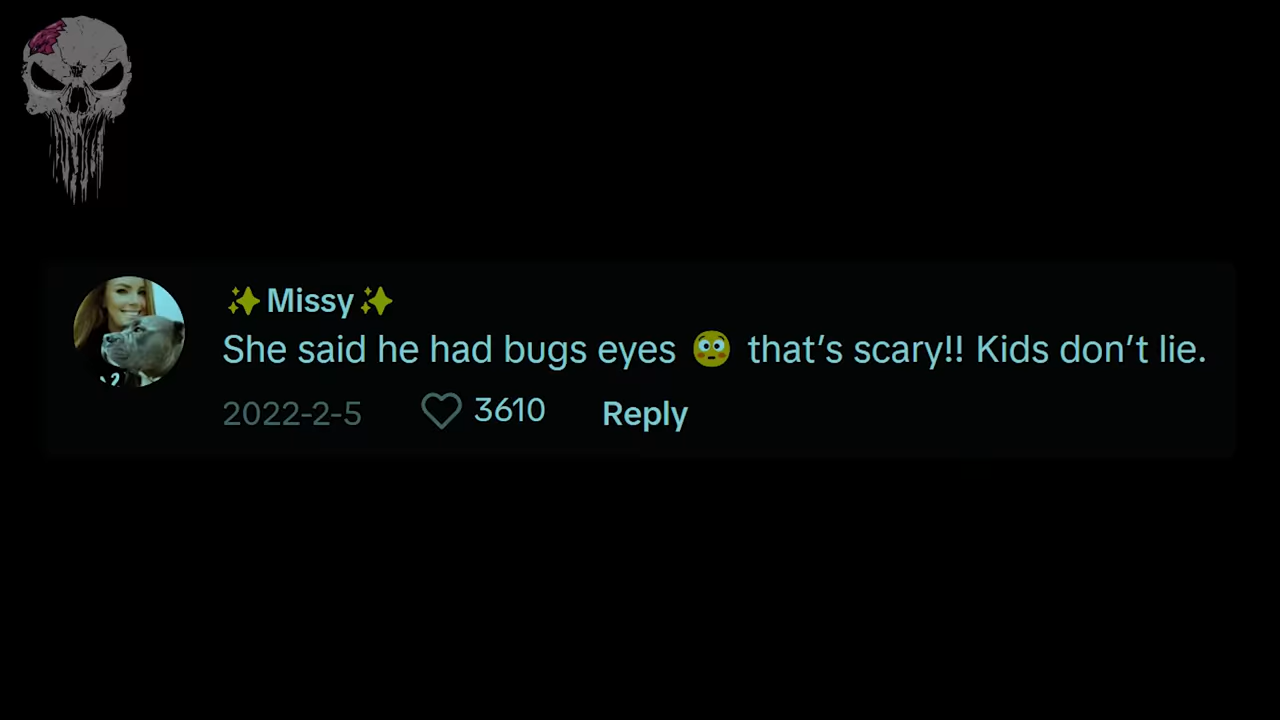 ✨Missy✨
She said he had bugs eyes 😳 that's scary!! Kids don't lie.
2022-2-5 3610 Reply